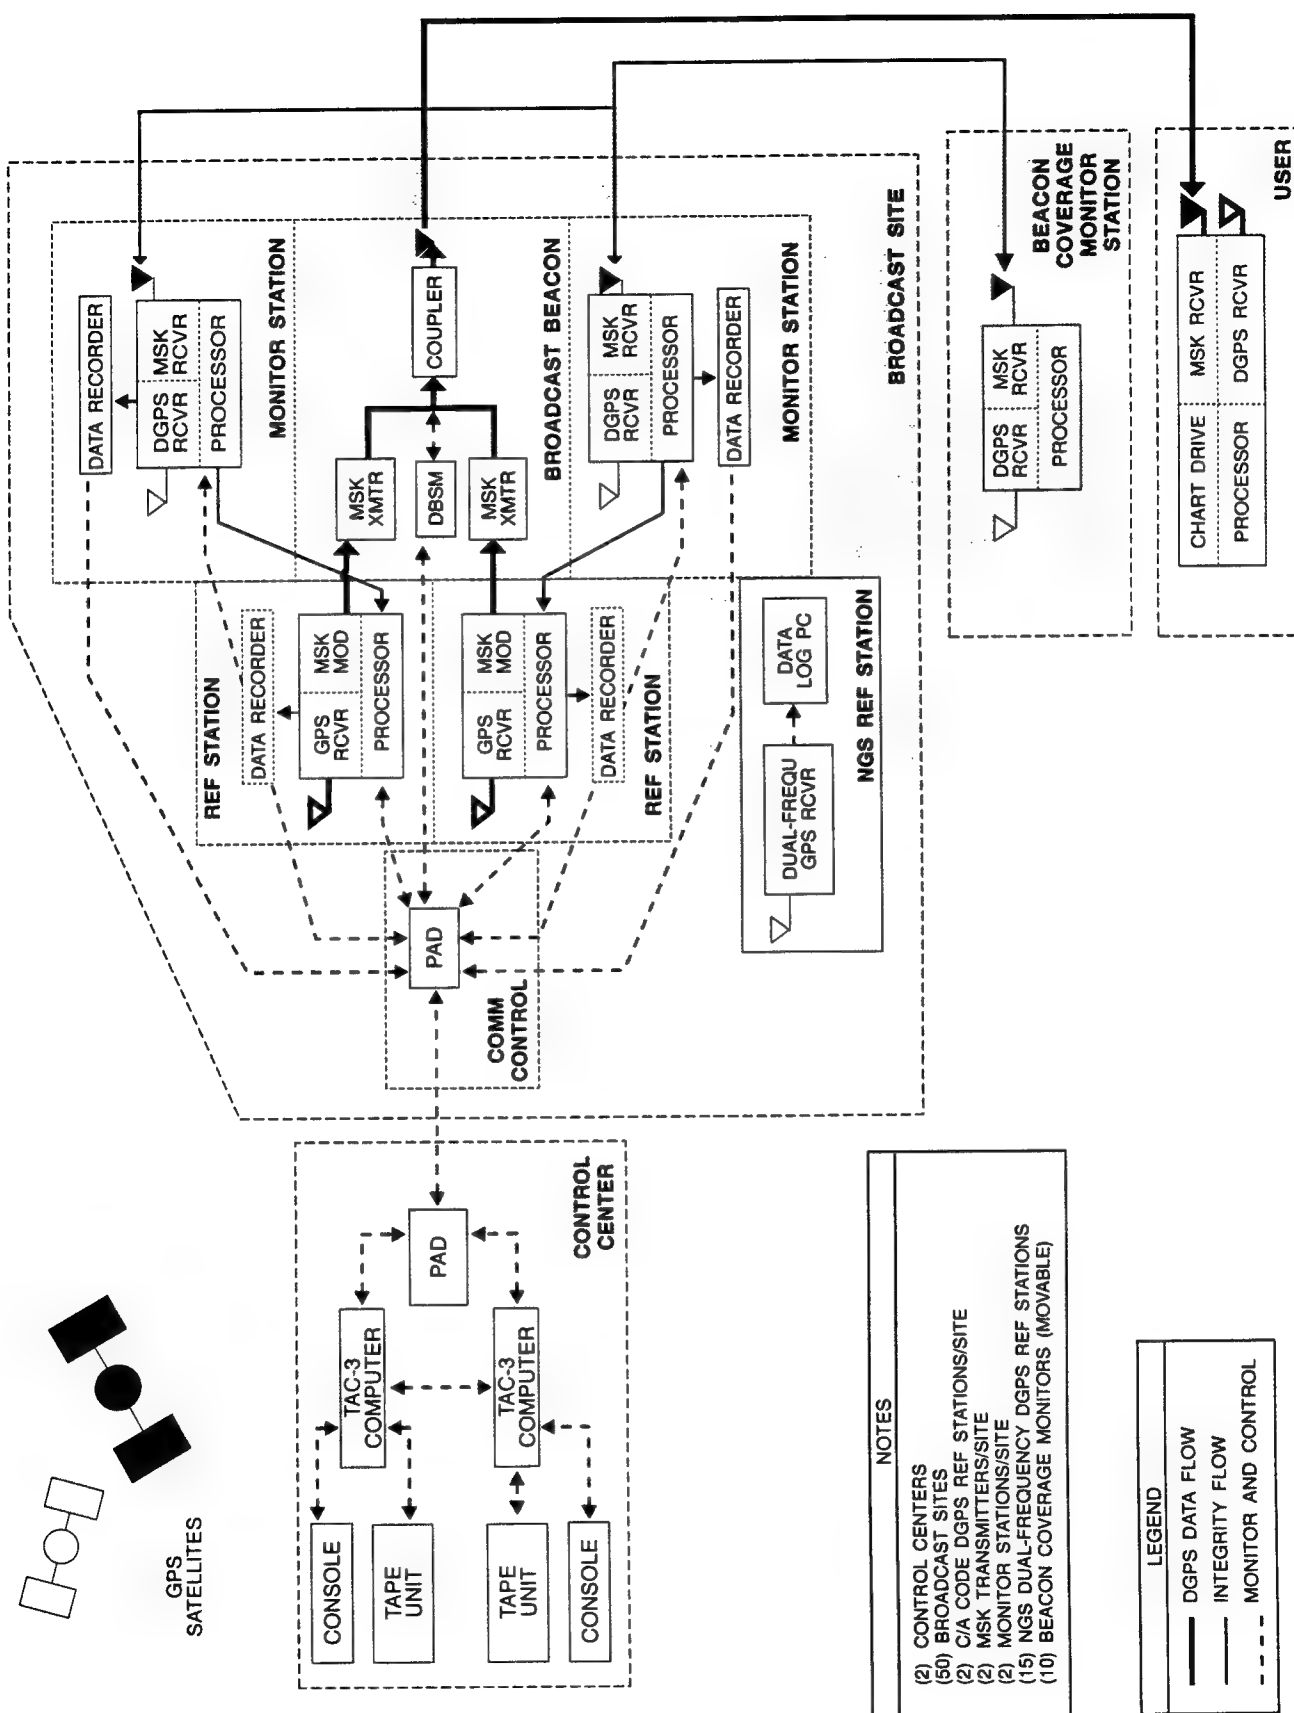 GPS
SATELLITES
CONSOLE
TAPE
UNIT
TAPE
UNIT
CONSOLE
TAC-3
COMPUTER
TAC-3
COMPUTER
PAD
CONTROL
CENTER
PAD
COMM
CONTROL
REF STATION
DATA RECORDER
GPS
RCVR
MSK
MOD
PROCESSOR
GPS
RCVR
MSK
MOD
PROCESSOR
DATA RECORDER
REF STATION
DATA RECORDER
DGPS
RCVR
MSK
RCVR
PROCESSOR
MONITOR STATION
MSK
XMTR
DBSM
MSK
XMTR
COUPLER
BROADCAST BEACON
DGPS
RCVR
MSK
RCVR
PROCESSOR
DATA RECORDER
MONITOR STATION
DUAL-FREQU
GPS RCVR
DATA
LOG PC
NGS REF STATION
BROADCAST SITE
DGPS
RCVR
MSK
RCVR
PROCESSOR
BEACON
COVERAGE
MONITOR
STATION
CHART DRIVE
MSK RCVR
PROCESSOR
DGPS RCVR
USER
NOTES
(2) CONTROL CENTERS
(50) BROADCAST SITES
(2) C/A CODE DGPS REF STATIONS/SITE
(2) MSK TRANSMITTERS/SITE
(2) MONITOR STATIONS/SITE
(15) NGS DUAL-FREQUENCY DGPS REF STATIONS
(10) BEACON COVERAGE MONITORS (MOVABLE)
LEGEND
DGPS DATA FLOW
INTEGRITY FLOW
MONITOR AND CONTROL